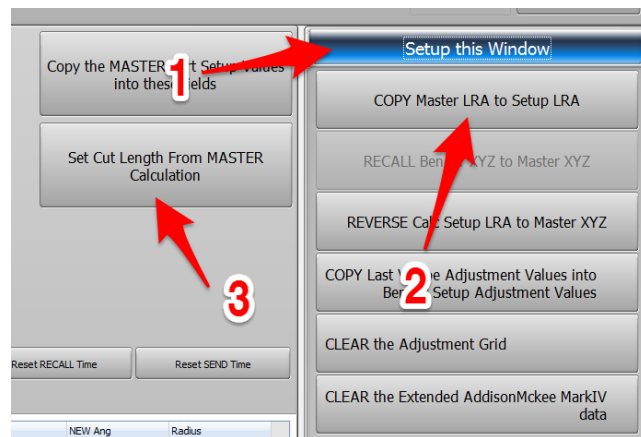 Copy the MASTER Part Setup Values
into these fields
1
Setup this Window
COPY Master LRA to Setup LRA
Set Cut Length From MASTER
Calculation
RECALL XYZ to Master XYZ
REVERSE Calc Setup LRA to Master XYZ
2
COPY Last Adjustment Values into
Setup Adjustment Values
3
CLEAR the Adjustment Grid
Reset RECALL Time
Reset SEND Time
CLEAR the Extended AddisonMckee MarkIV
data
NEW Ang
Radius